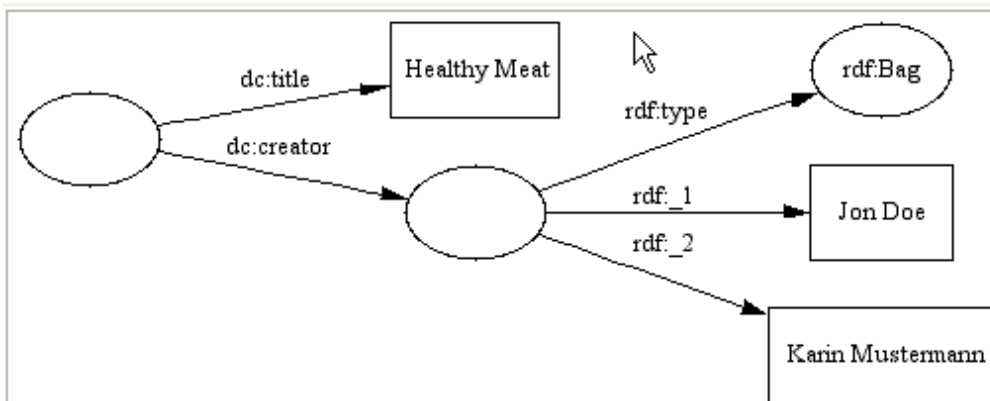 dc:title
Healthy Meat
dc:creator
rdf:type
rdf:Bag
rdf:_1
Jon Doe
rdf:_2
Karin Mustermann